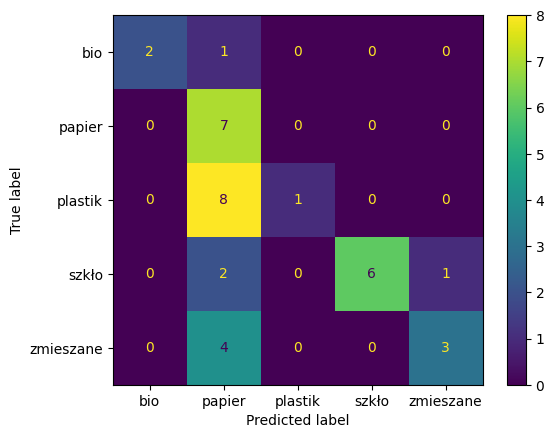 8
bio 2 1 0 0 0
7
papier 0 7 0 0 0
6
5
plastik 0 8 1 0 0
4
3
szkło 0 2 0 6 1
2
zmieszane 0 4 0 0 3
1
0
bio papier plastik szkło zmieszane
Predicted label
True label